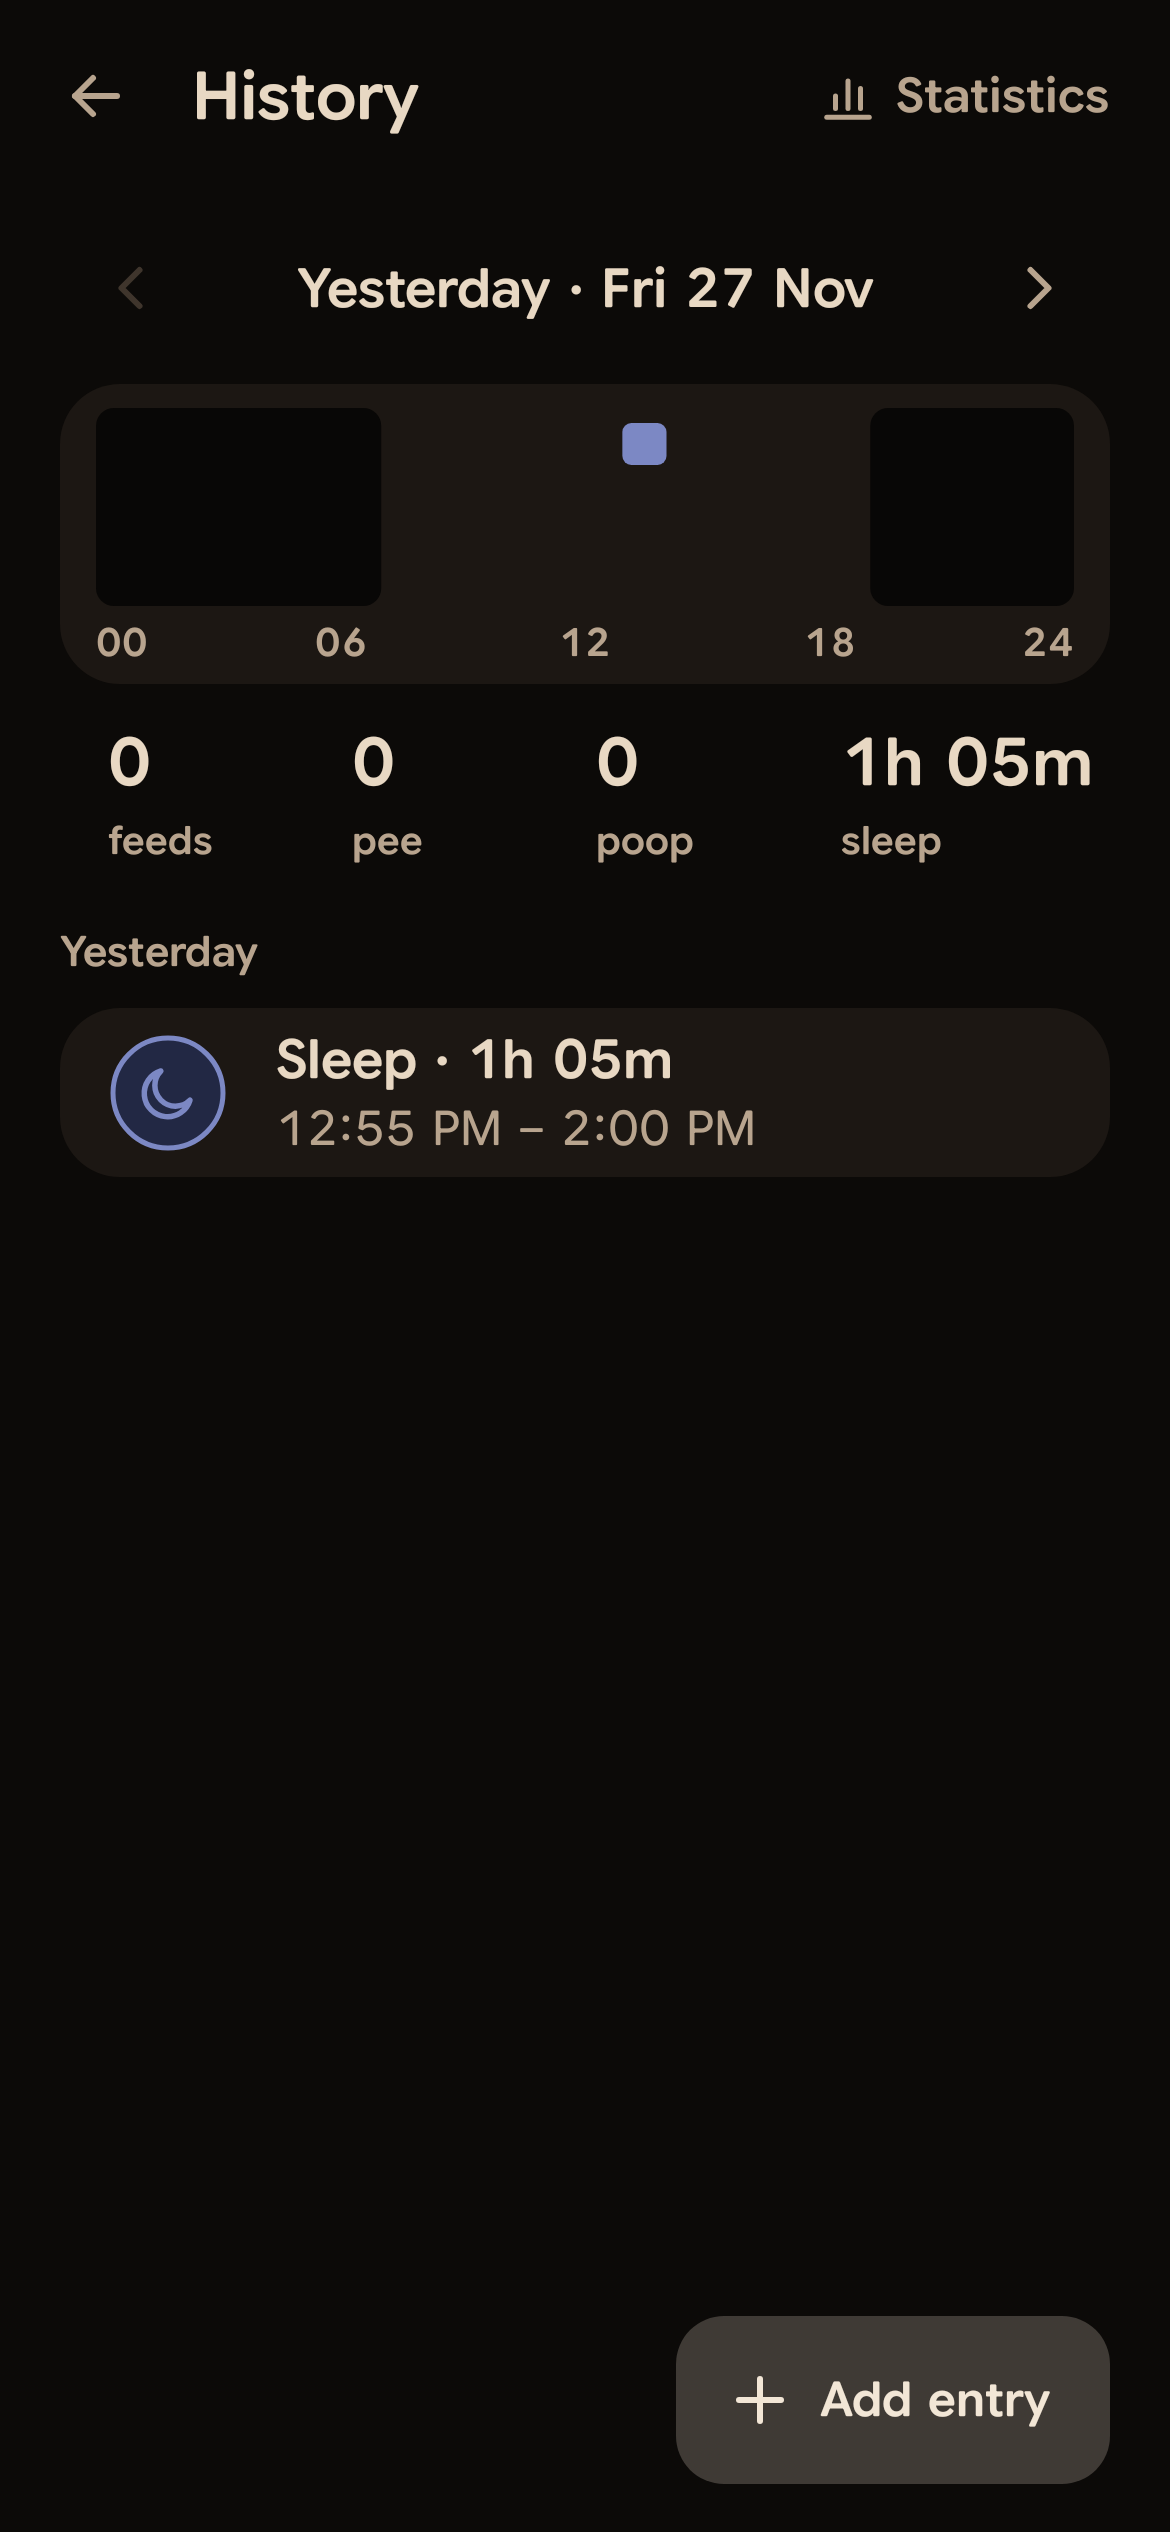 History
Statistics
Yesterday · Fri 27 Nov
00 06 12 18 24
0 0 0 1h 05m
feeds pee poop sleep
Yesterday
Sleep · 1h 05m
12:55 PM – 2:00 PM
Add entry